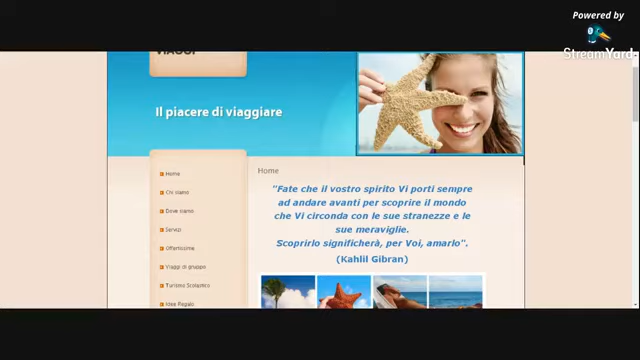 Powered by
StreamYard
VIAGGI
Il piacere di viaggiare
Home
Chi siamo
Dove siamo
Servizi
Offertissime
Viaggi di gruppo
Turismo Scolastico
Idee Regalo
Home
"Fate che il vostro spirito Vi porti sempre
ad andare avanti per scoprire il mondo
che Vi circonda con le sue stranezze e le
sue meraviglie.
Scoprirlo significherà, per Voi, amarlo".
(Kahlil Gibran)